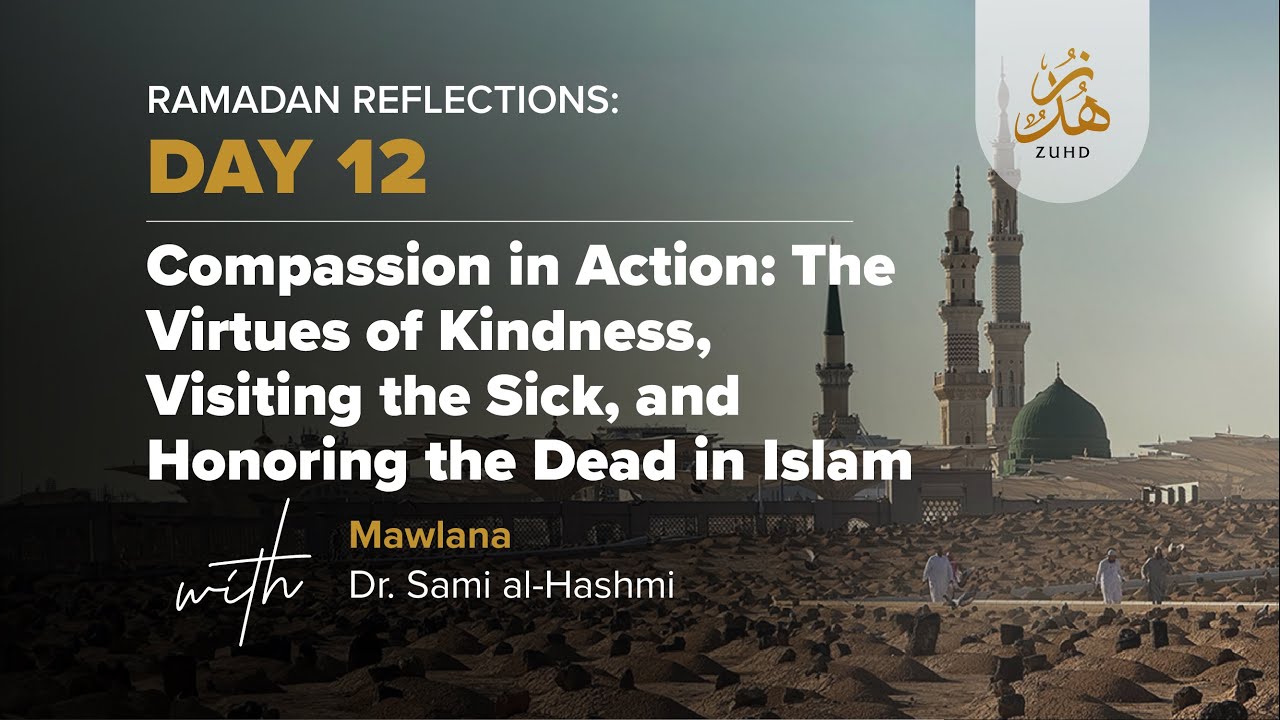 RAMADAN REFLECTIONS:
DAY 12
Compassion in Action: The
Virtues of Kindness,
Visiting the Sick, and
Honoring the Dead in Islam
with
Mawlana
Dr. Sami al-Hashmi
زُهْد
ZUHD